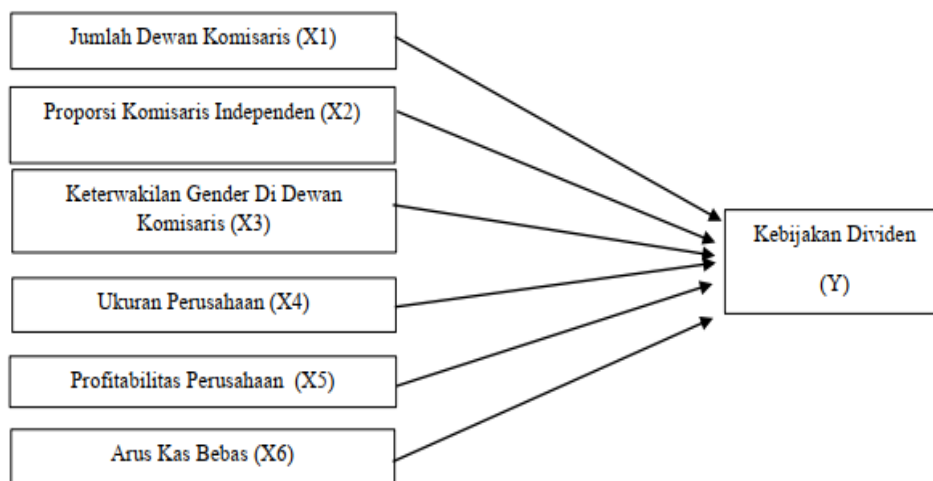 Jumlah Dewan Komisaris (X1)
Proporsi Komisaris Independen (X2)
Keterwakilan Gender Di Dewan
Komisaris (X3)
Ukuran Perusahaan (X4)
Profitabilitas Perusahaan (X5)
Arus Kas Bebas (X6)
Kebijakan Dividen
(Y)